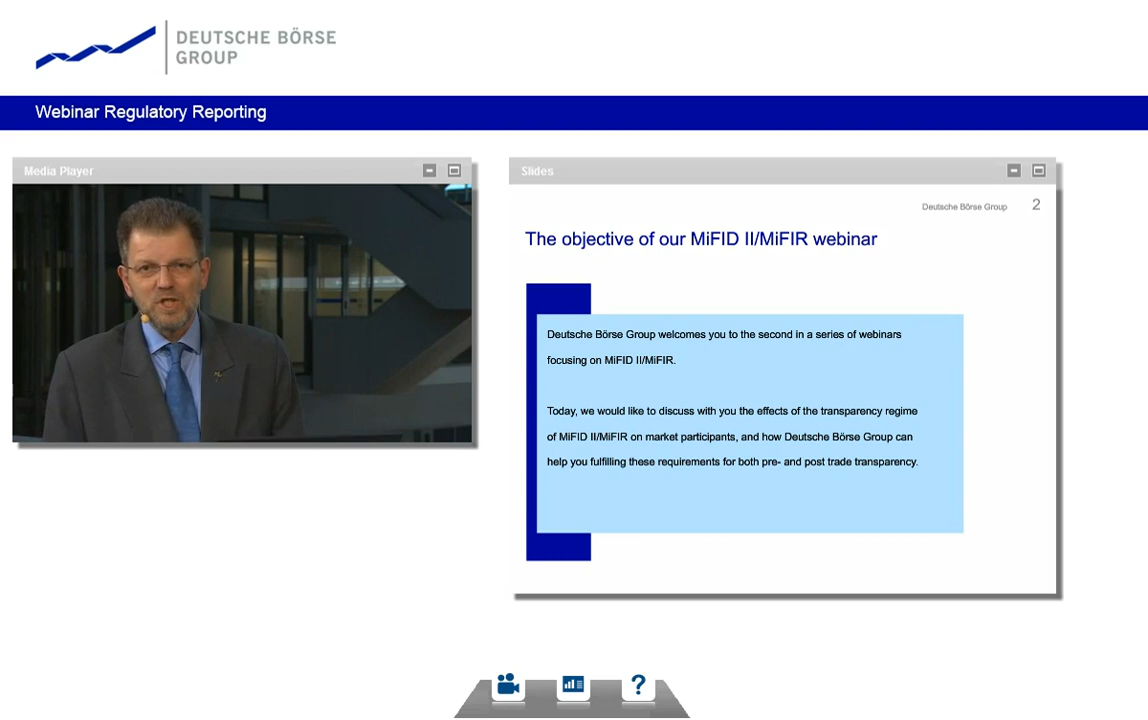 DEUTSCHE BÖRSE
GROUP
Webinar Regulatory Reporting
Media Player
Slides
Deutsche Börse Group 2
The objective of our MiFID II/MiFIR webinar
Deutsche Börse Group welcomes you to the second in a series of webinars
focusing on MiFID II/MiFIR.
Today, we would like to discuss with you the effects of the transparency regime
of MiFID II/MiFIR on market participants, and how Deutsche Börse Group can
help you fulfilling these requirements for both pre- and post trade transparency.
?